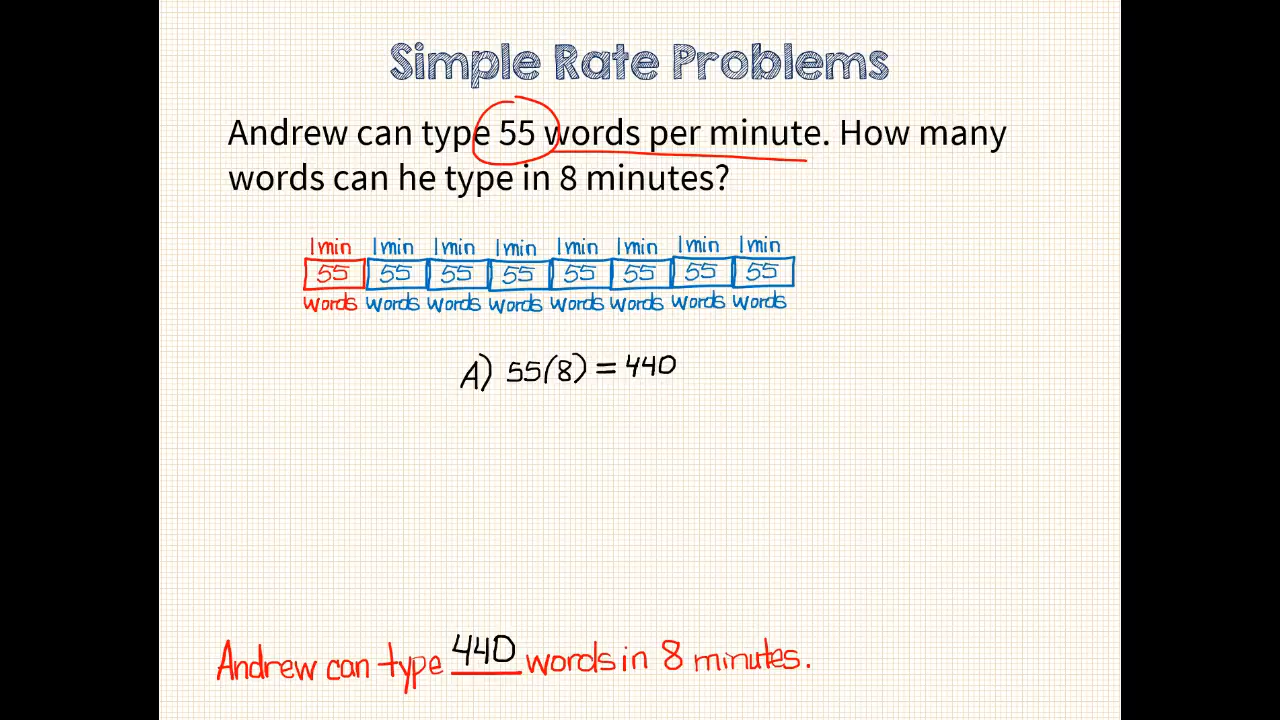 Simple Rate Problems
Andrew can type 55 words per minute. How many
words can he type in 8 minutes?
1min 1min 1min 1min 1min 1min 1min 1min
55 55 55 55 55 55 55 55
words words words words words words words words
A) 55(8) = 440
Andrew can type 440 words in 8 minutes.